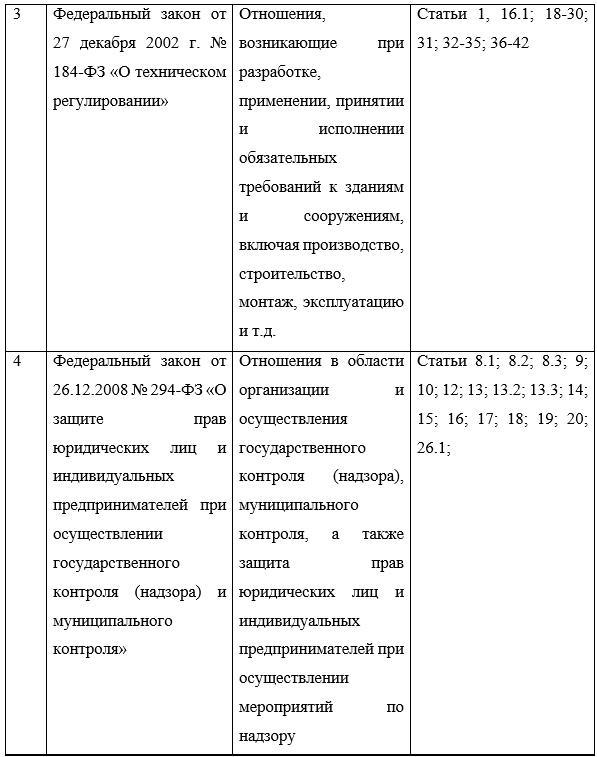 3
Федеральный закон от
27 декабря 2002 г. №
184-ФЗ «О техническом
регулировании»
Отношения,
возникающие при
разработке,
применении, принятии
и исполнении
обязательных
требований к зданиям
и сооружениям,
включая производство,
строительство,
монтаж, эксплуатацию
и т.д.
Статьи 1, 16.1; 18-30;
31; 32-35; 36-42
4
Федеральный закон от
26.12.2008 № 294-ФЗ «О
защите прав
юридических лиц и
индивидуальных
предпринимателей при
осуществлении
государственного
контроля (надзора) и
муниципального
контроля»
Отношения в области
организации и
осуществления
государственного
контроля (надзора),
муниципального
контроля, а также
защита прав
юридических лиц и
индивидуальных
предпринимателей при
осуществлении
мероприятий по
надзору
Статьи 8.1; 8.2; 8.3; 9;
10; 12; 13; 13.2; 13.3; 14;
15; 16; 17; 18; 19; 20;
26.1;